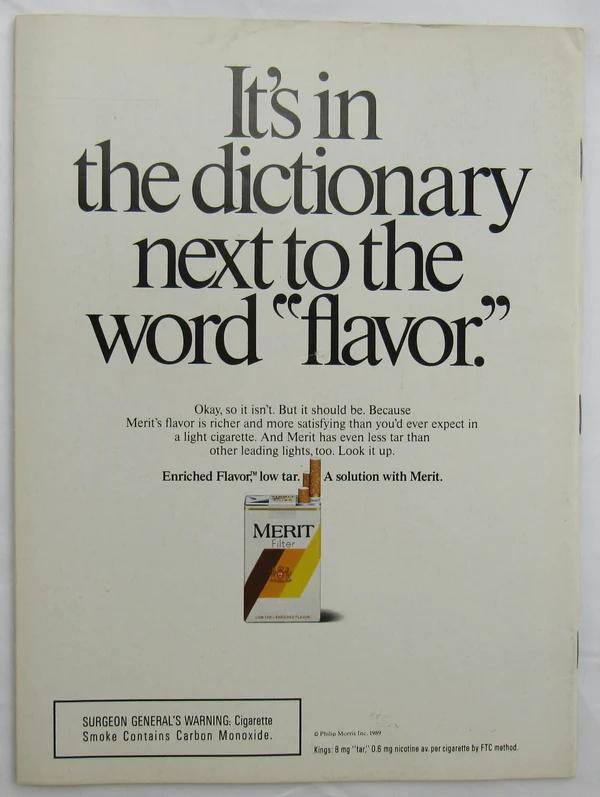 It's in
the dictionary
next to the
word "flavor."
Okay, so it isn't. But it should be. Because
Merit's flavor is richer and more satisfying than you'd ever expect in
a light cigarette. And Merit has even less tar than
other leading lights, too. Look it up.
Enriched Flavor,™ low tar. A solution with Merit.
MERIT
Filter
LOW TAR • ENRICHED FLAVOR
SURGEON GENERAL'S WARNING: Cigarette
Smoke Contains Carbon Monoxide.
© Philip Morris Inc. 1989
Kings: 8 mg "tar," 0.6 mg nicotine av. per cigarette by FTC method.